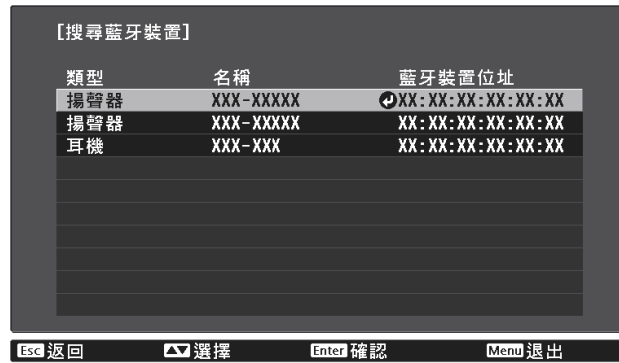 [搜尋藍牙裝置]
類型 名稱 藍牙裝置位址
揚聲器 XXX-XXXXX XX:XX:XX:XX:XX:XX
揚聲器 XXX-XXXXX XX:XX:XX:XX:XX:XX
耳機 XXX-XXX XX:XX:XX:XX:XX:XX
Esc 返回 選擇 Enter 確認 Menu 退出